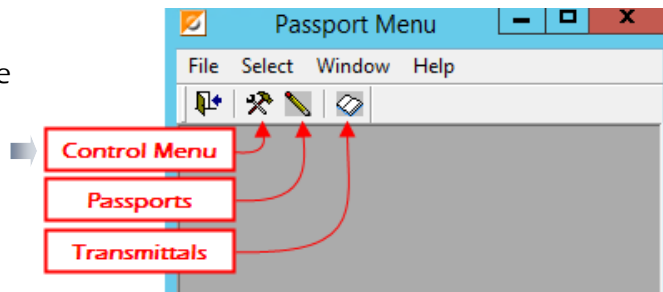 Passport Menu
e
File Select Window Help
Control Menu
Passports
Transmittals